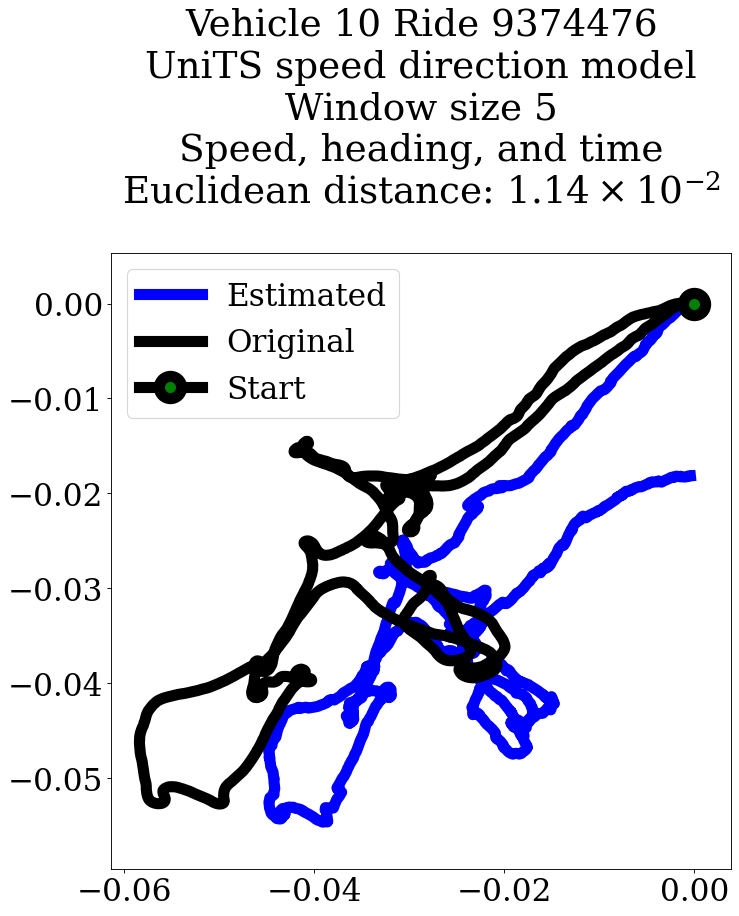 Vehicle 10 Ride 9374476
UniTS speed direction model
Window size 5
Speed, heading, and time
Euclidean distance: 1.14 × 10⁻²
Estimated
Original
Start
0.00
−0.01
−0.02
−0.03
−0.04
−0.05
−0.06 −0.04 −0.02 0.00